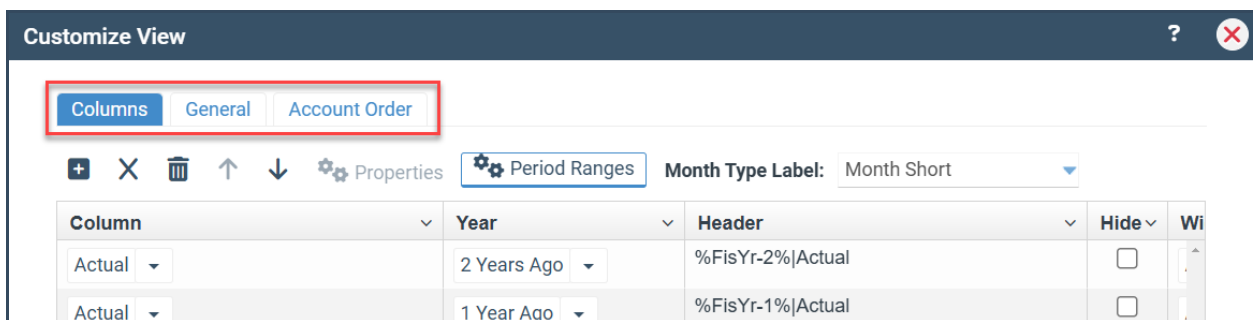 Customize View ?
Columns General Account Order
Properties Period Ranges Month Type Label: Month Short
Column Year Header Hide Wi
Actual 2 Years Ago %FisYr-2%|Actual
Actual 1 Year Ago %FisYr-1%|Actual